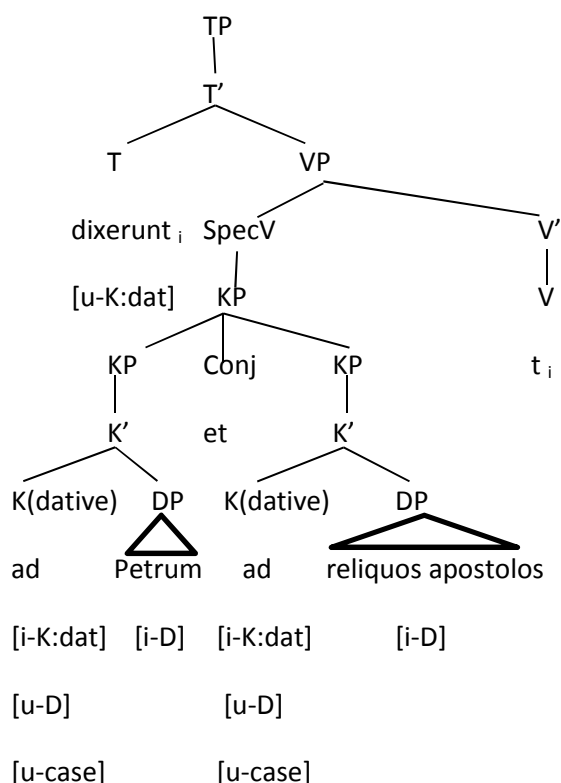 TP
T’
T VP
dixerunt i SpecV V’
[u-K:dat] KP V
KP Conj KP t i
K’ et K’
K(dative) DP K(dative) DP
ad Petrum ad reliquos apostolos
[i-K:dat] [i-D] [i-K:dat] [i-D]
[u-D] [u-D]
[u-case] [u-case]